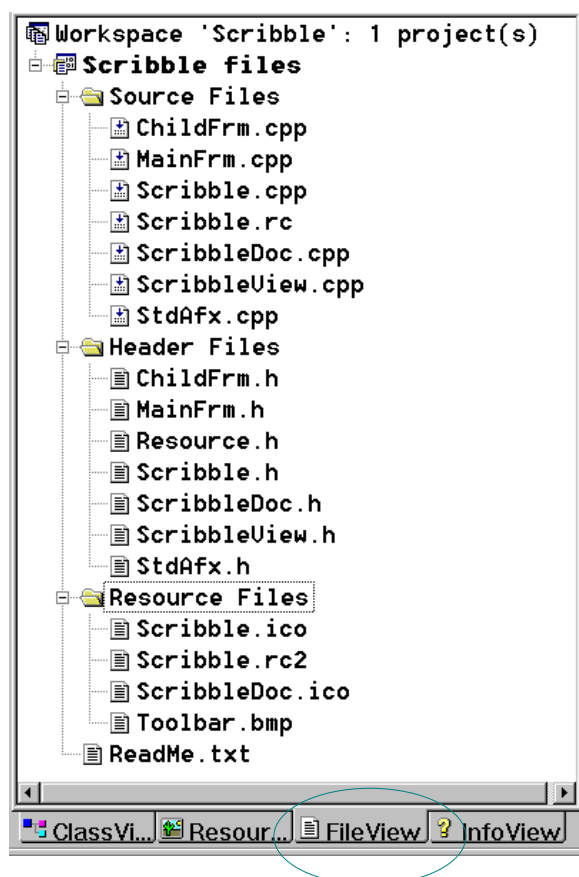 Workspace 'Scribble': 1 project(s)
Scribble files
Source Files
ChildFrm.cpp
MainFrm.cpp
Scribble.cpp
Scribble.rc
ScribbleDoc.cpp
ScribbleView.cpp
StdAfx.cpp
Header Files
ChildFrm.h
MainFrm.h
Resource.h
Scribble.h
ScribbleDoc.h
ScribbleView.h
StdAfx.h
Resource Files
Scribble.ico
Scribble.rc2
ScribbleDoc.ico
Toolbar.bmp
ReadMe.txt
ClassVi... Resour... FileView InfoView